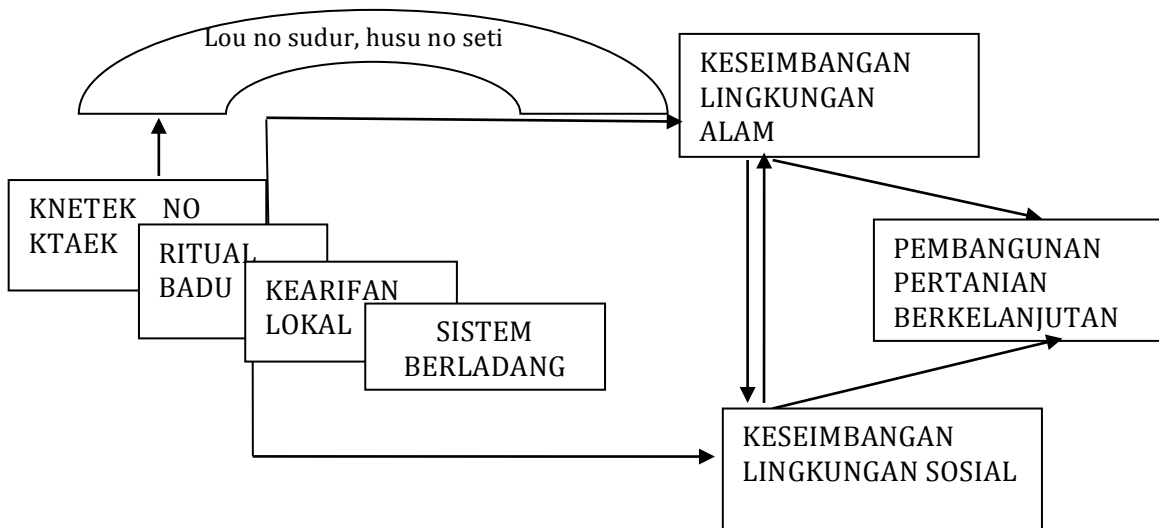 Lou no sudur, husu no seti
KESEIMBANGAN
LINGKUNGAN
ALAM
KNETEK NO
KTAEK
RITUAL
BADU
KEARIFAN
LOKAL
SISTEM
BERLADANG
PEMBANGUNAN
PERTANIAN
BERKELANJUTAN
KESEIMBANGAN
LINGKUNGAN SOSIAL